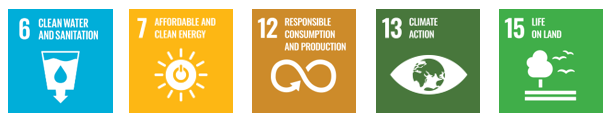 6 CLEAN WATER
AND SANITATION
7 AFFORDABLE AND
CLEAN ENERGY
12 RESPONSIBLE
CONSUMPTION
AND PRODUCTION
13 CLIMATE
ACTION
15 LIFE
ON LAND